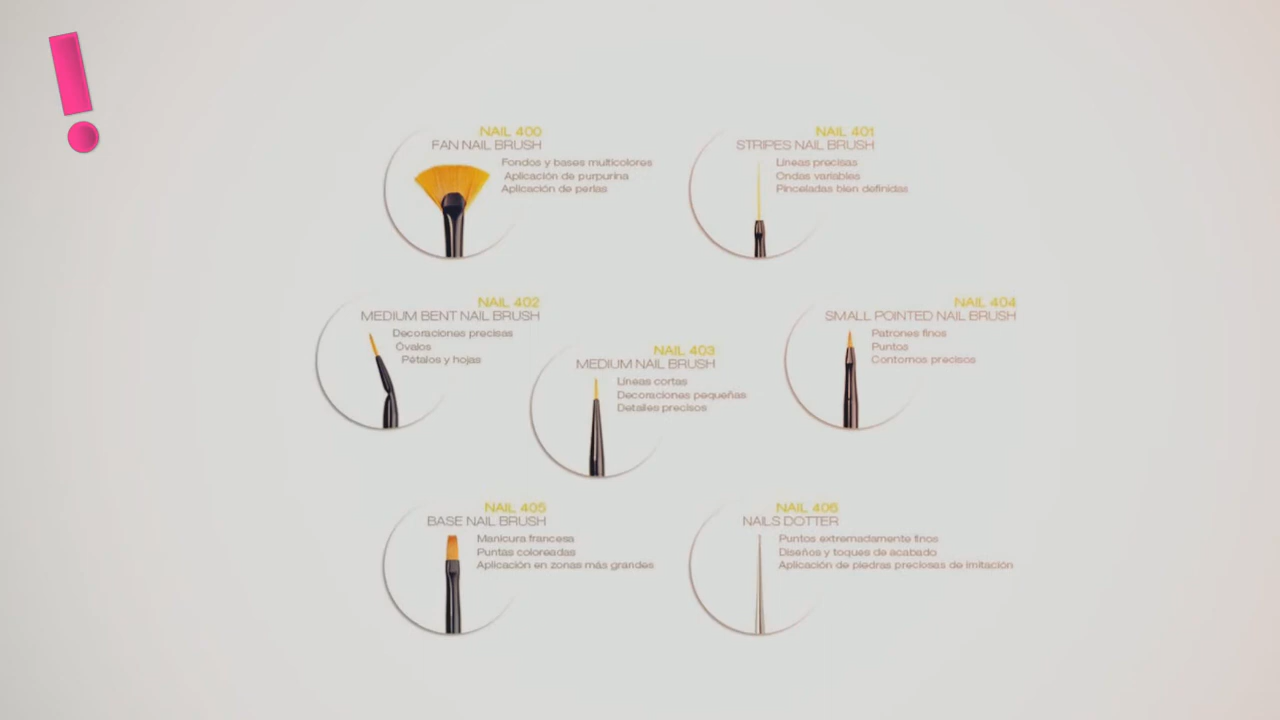 NAIL 400
FAN NAIL BRUSH
Fondos y bases multicolores
Aplicación de purpurina
Aplicación de perlas
NAIL 401
STRIPES NAIL BRUSH
Líneas precisas
Ondas variables
Pinceladas bien definidas
NAIL 402
MEDIUM BENT NAIL BRUSH
Decoraciones precisas
Óvalos
Pétalos y hojas
NAIL 403
MEDIUM NAIL BRUSH
Líneas cortas
Decoraciones pequeñas
Detalles precisos
NAIL 404
SMALL POINTED NAIL BRUSH
Patrones finos
Puntos
Contornos precisos
NAIL 405
BASE NAIL BRUSH
Manicura francesa
Puntas coloreadas
Aplicación en zonas más grandes
NAIL 406
NAILS DOTTER
Puntos extremadamente finos
Diseños y toques de acabado
Aplicación de piedras preciosas de imitación